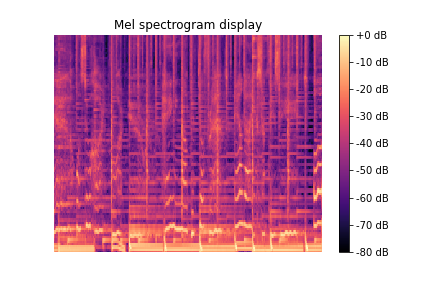 Mel spectrogram display
+0 dB
-10 dB
-20 dB
-30 dB
-40 dB
-50 dB
-60 dB
-70 dB
-80 dB